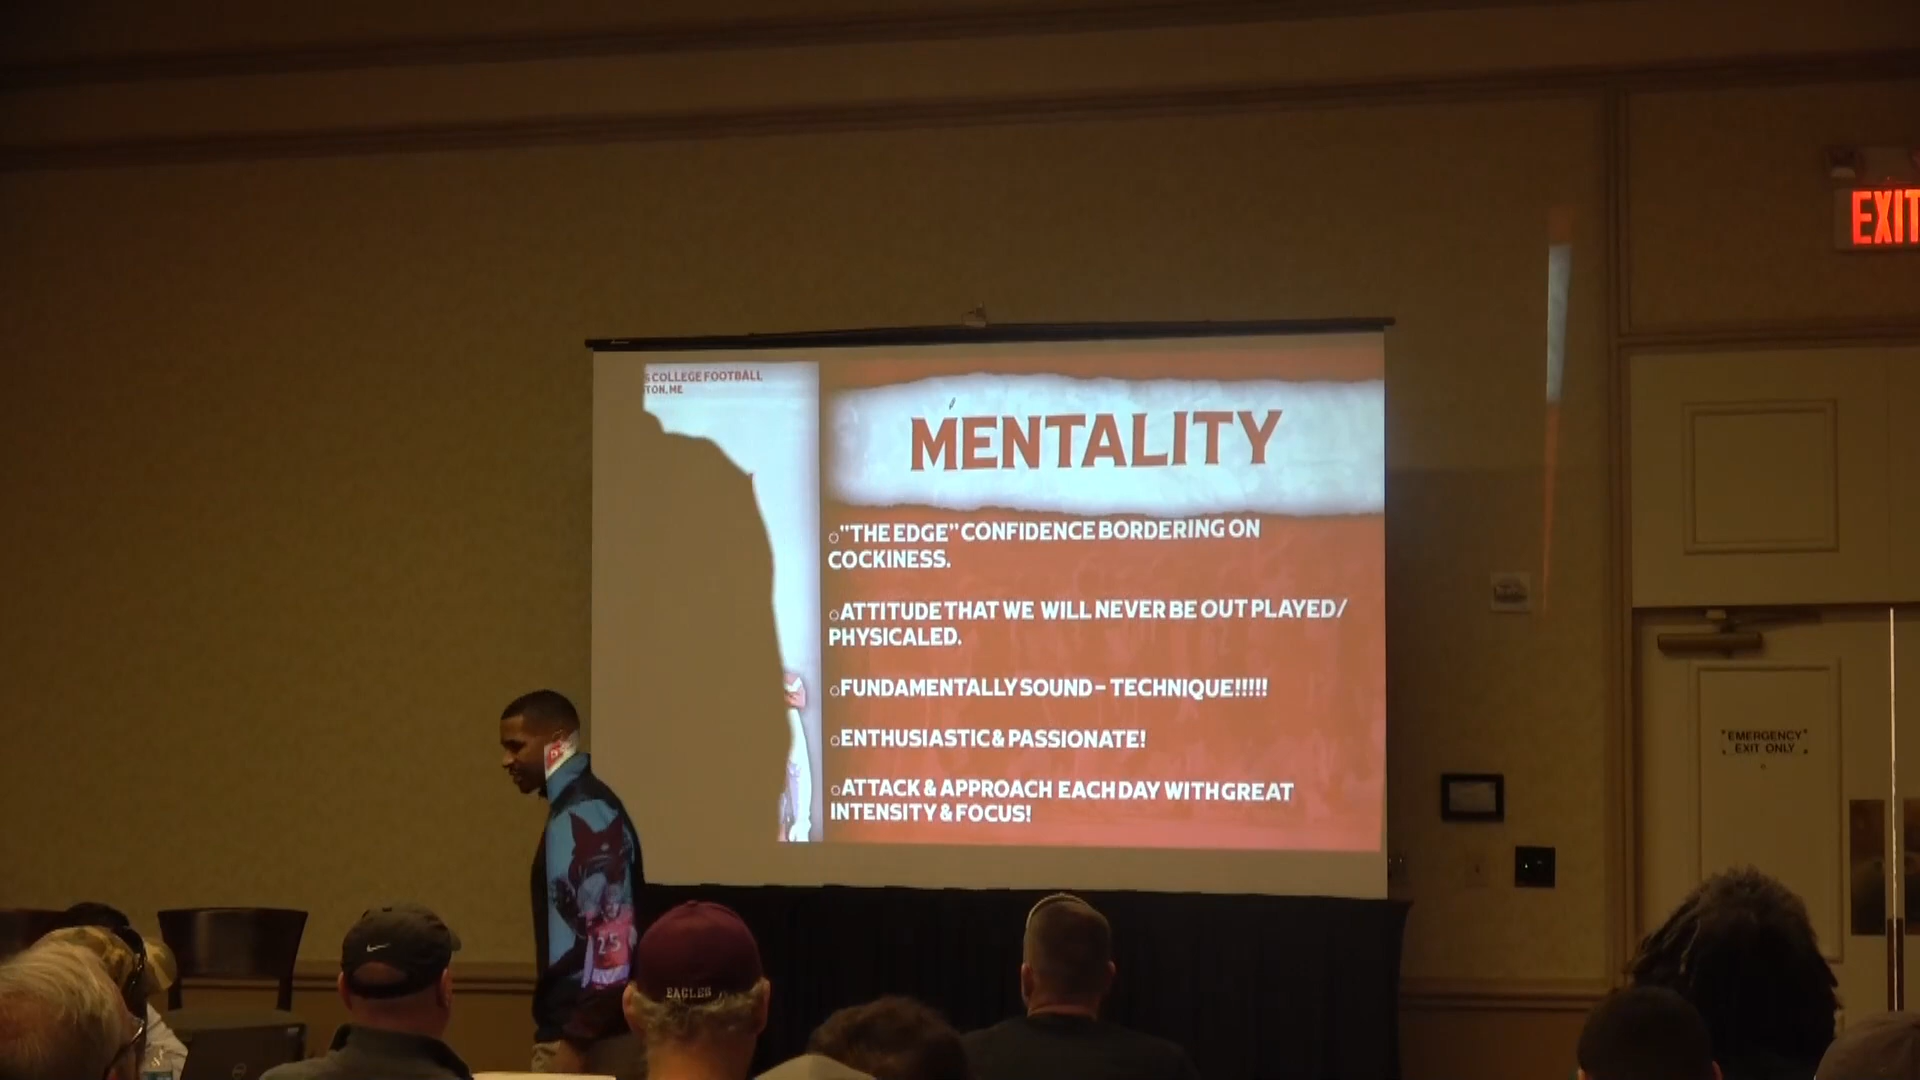 EXIT
S COLLEGE FOOTBALL
TON, ME
MENTALITY
"THE EDGE" CONFIDENCE BORDERING ON
COCKINESS.
ATTITUDE THAT WE WILL NEVER BE OUT PLAYED/
PHYSICALED.
FUNDAMENTALLY SOUND - TECHNIQUE!!!!!
ENTHUSIASTIC & PASSIONATE!
ATTACK & APPROACH EACH DAY WITH GREAT
INTENSITY & FOCUS!
EMERGENCY
EXIT ONLY
25
EAGLES